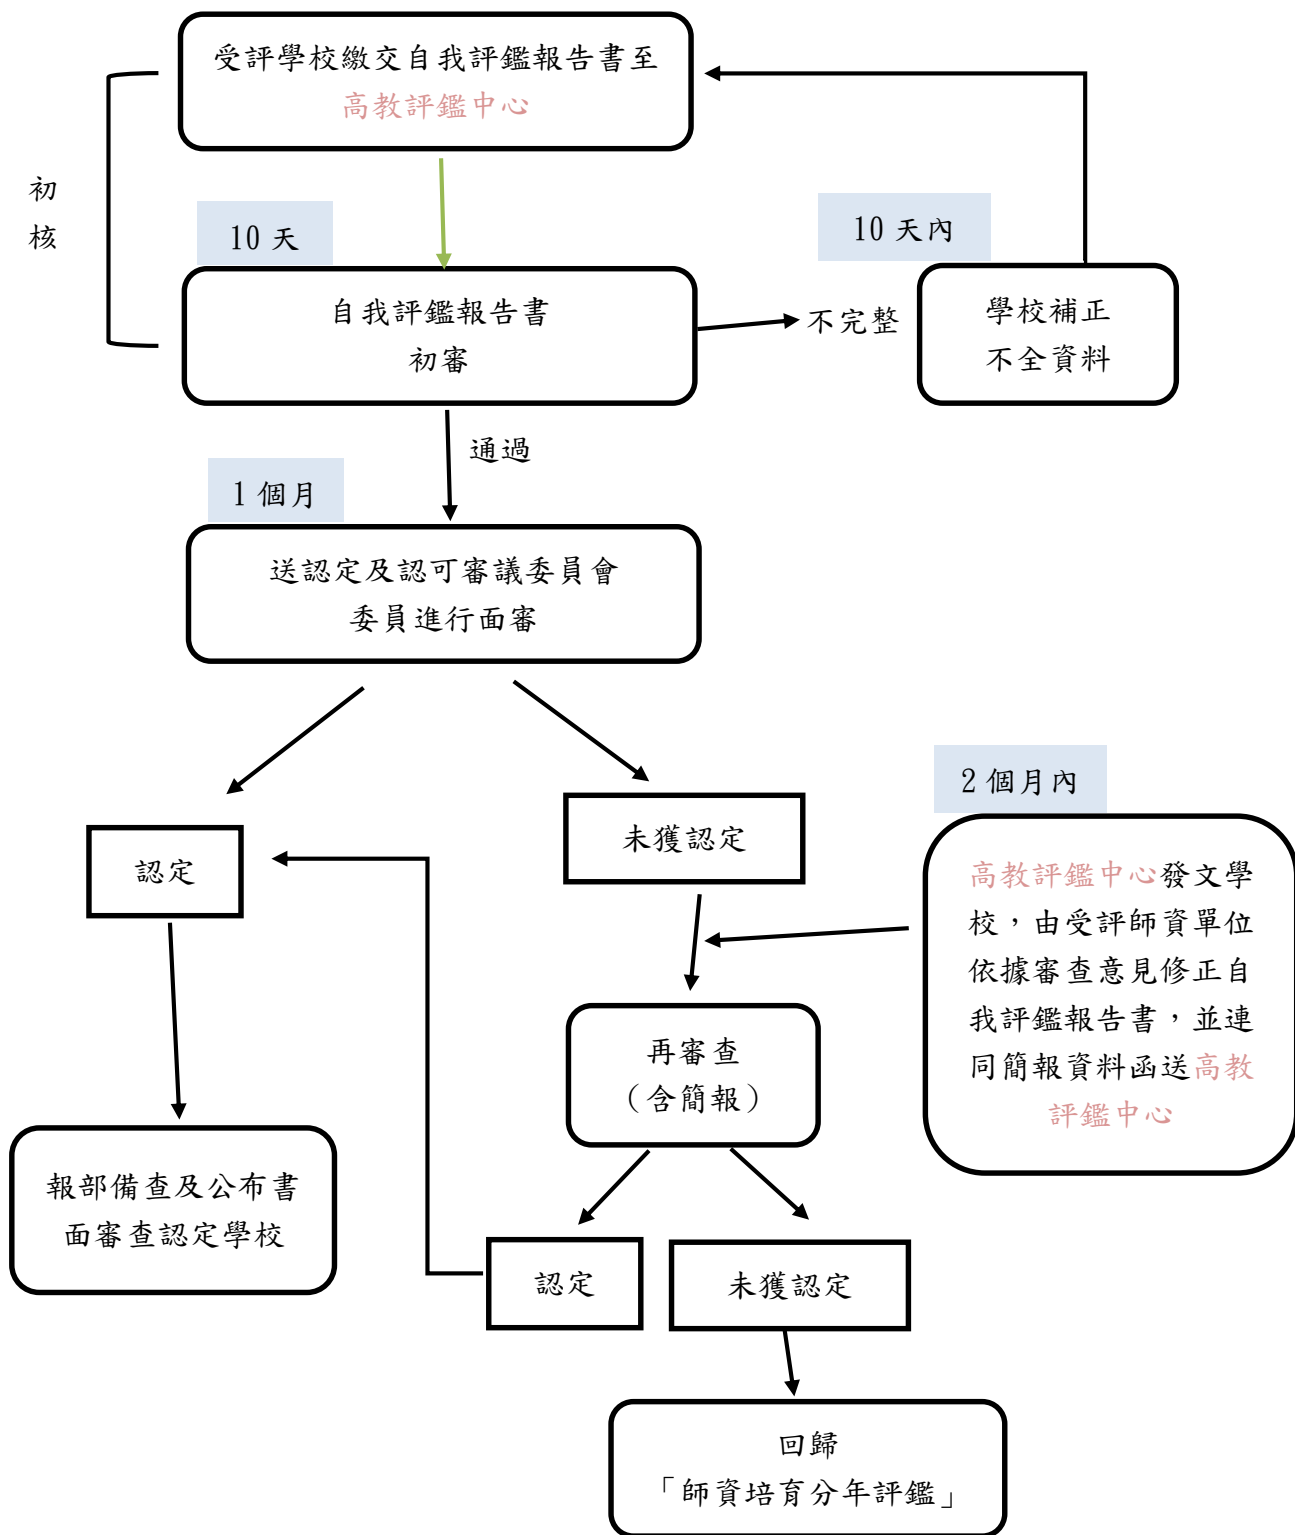 受評學校繳交自我評鑑報告書至
高教評鑑中心
初
核
10 天
10 天內
自我評鑑報告書
初審
不完整
學校補正
不全資料
通過
1 個月
送認定及認可審議委員會
委員進行面審
2 個月內
認定
未獲認定
高教評鑑中心發文學
校，由受評師資單位
依據審查意見修正自
我評鑑報告書，並連
同簡報資料函送高教
評鑑中心
再審查
（含簡報）
報部備查及公布書
面審查認定學校
認定
未獲認定
回歸
「師資培育分年評鑑」